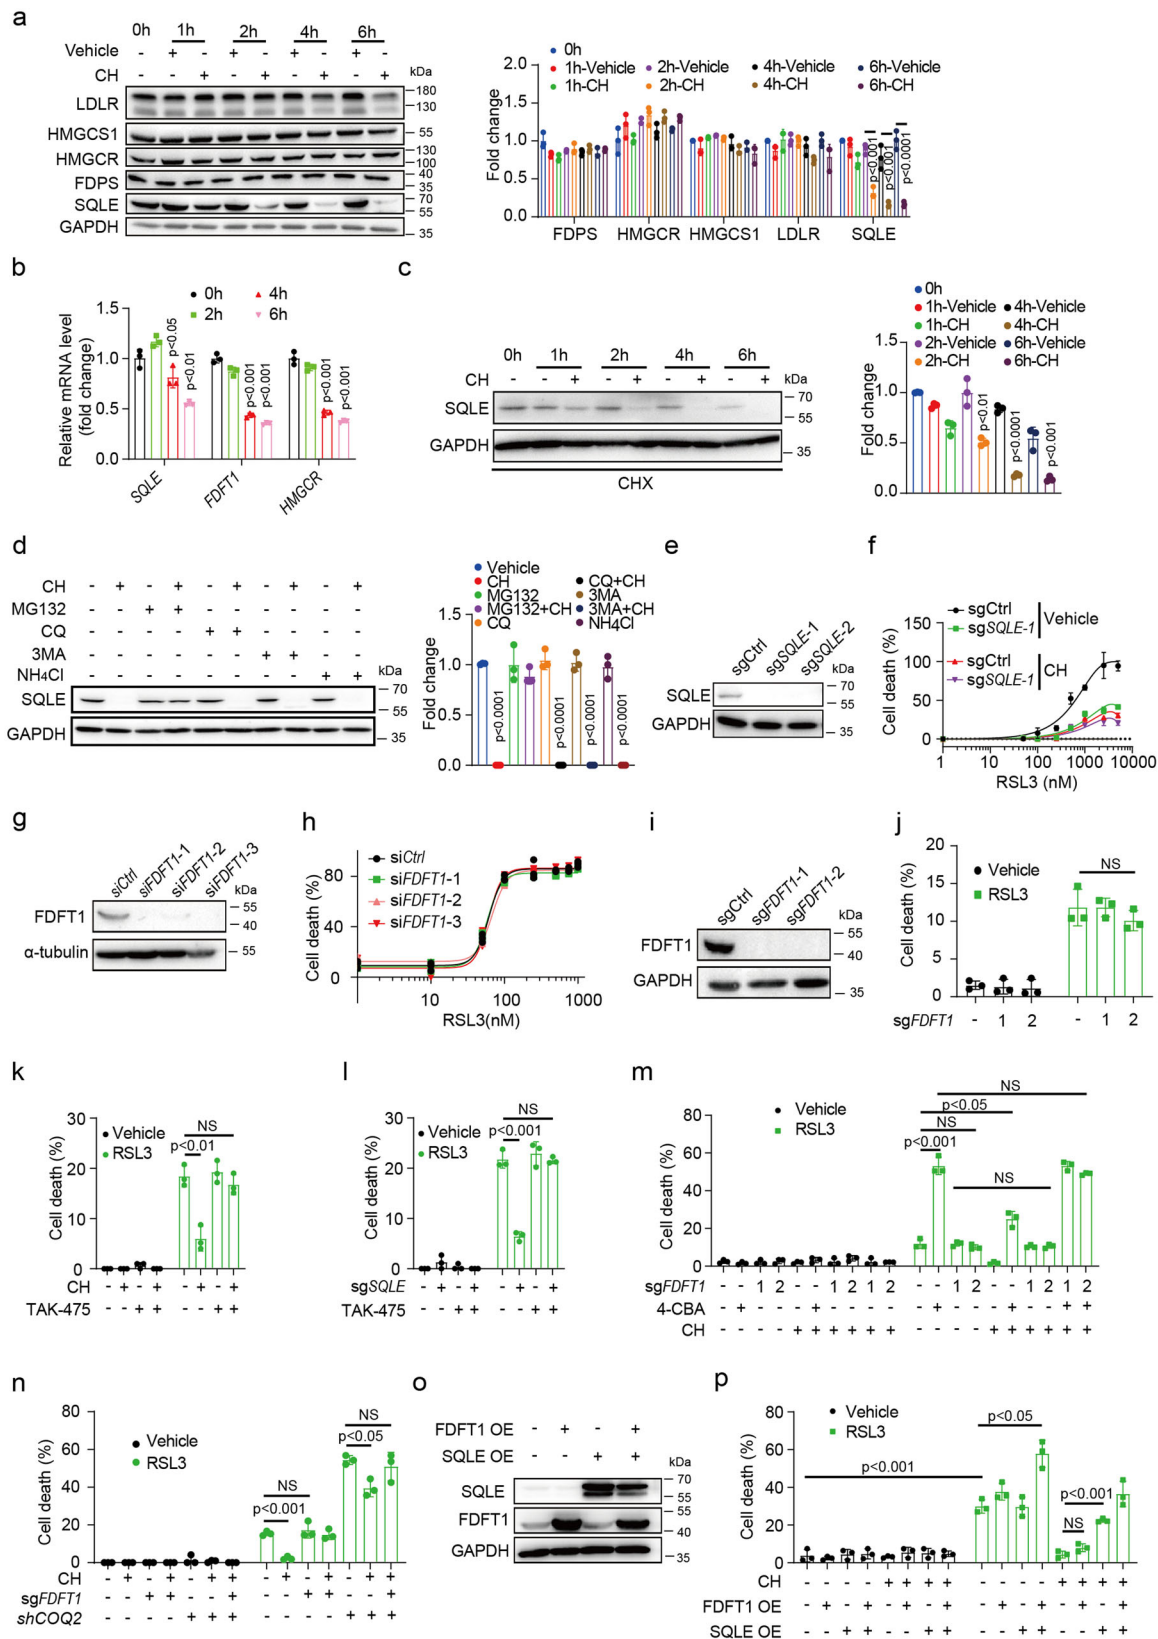 a
0h 1h 2h 4h 6h
Vehicle - + - + - + - + -
CH - - + - + - + - + kDa
LDLR 180
130
HMGCS1 55
HMGCR 130
100
FDPS 40
35
SQLE 70
55
GAPDH 35
0h
1h-Vehicle 2h-Vehicle 4h-Vehicle 6h-Vehicle
1h-CH 2h-CH 4h-CH 6h-CH
Fold change
2.0
1.5
1.0
0.5
0.0
p<0.001
p<0.001
p<0.0001
FDPS HMGCR HMGCS1 LDLR SQLE
b
0h 4h
2h 6h
Relative mRNA level
(fold change)
1.5
1.0
0.5
0.0
p<0.05
p<0.01
p<0.001
p<0.001
p<0.001
p<0.001
SQLE FDFT1 HMGCR
c
0h 1h 2h 4h 6h
CH - - + - + - + - + kDa
SQLE 70
55
GAPDH 35
CHX
0h
1h-Vehicle 4h-Vehicle
1h-CH 4h-CH
2h-Vehicle 6h-Vehicle
2h-CH 6h-CH
Fold change
1.5
1.0
0.5
0.0
p<0.01
p<0.0001
p<0.001
d
CH - + - + - + - + - +
MG132 - - + + - - - - - -
CQ - - - - + + - - - -
3MA - - - - - - + + - -
NH4Cl - - - - - - - - + + kDa
SQLE 70
55
GAPDH 35
Vehicle
CH CQ+CH
MG132 3MA
MG132+CH 3MA+CH
CQ NH4Cl
Fold change
1.5
1.0
0.5
0.0
p<0.0001
p<0.0001
p<0.0001
p<0.0001
e
sgCtrl sgSQLE-1 sgSQLE-2
kDa
SQLE 70
55
GAPDH 35
f
sgCtrl
sgSQLE-1 Vehicle
sgCtrl
sgSQLE-1 CH
Cell death (%)
150
100
50
0
1 10 100 1000 10000
RSL3 (nM)
g
siCtrl siFDFT1-1 siFDFT1-2 siFDFT1-3
kDa
FDFT1 55
40
α-tubulin 55
h
siCtrl
siFDFT1-1
siFDFT1-2
siFDFT1-3
Cell death (%)
80
40
0
10 100 1000
RSL3(nM)
i
sgCtrl sgFDFT1-1 sgFDFT1-2
kDa
FDFT1 55
40
GAPDH 35
j
Vehicle
RSL3
NS
Cell death (%)
20
15
10
5
0
sgFDFT1 - 1 2 - 1 2
k
Vehicle
RSL3
NS
p<0.01
Cell death (%)
30
20
10
0
CH - + - + - + - +
TAK-475 - - + + - - + +
l
Vehicle
RSL3
NS
p<0.001
Cell death (%)
30
20
10
0
sgSQLE - + - + - + - +
TAK-475 - - + + - - + +
m
Vehicle
RSL3
NS
p<0.05
NS
p<0.001
NS
Cell death (%)
80
60
40
20
0
sgFDFT1 - - 1 2 - - 1 2 1 2 - - 1 2 - - 1 2 1 2
4-CBA
CH
n
Vehicle
RSL3
NS
p<0.001
NS
p<0.05
Cell death (%)
80
60
40
20
0
CH - + - + - + + - + - + - + +
sgFDFT1 - - + + - - + - - + + - - +
shCOQ2 - - - - + + + - - - - + + +
o
FDFT1 OE - + - +
SQLE OE - - + + kDa
SQLE 70
55
FDFT1 55
40
GAPDH 35
p
Vehicle
RSL3
p<0.001
p<0.05
p<0.001
NS
Cell death (%)
80
60
40
20
0
CH - - - - + + + + - - - - + + + +
FDFT1 OE - + - + - + - + - + - + - + - +
SQLE OE - - + + - - + + - - + + - - + +